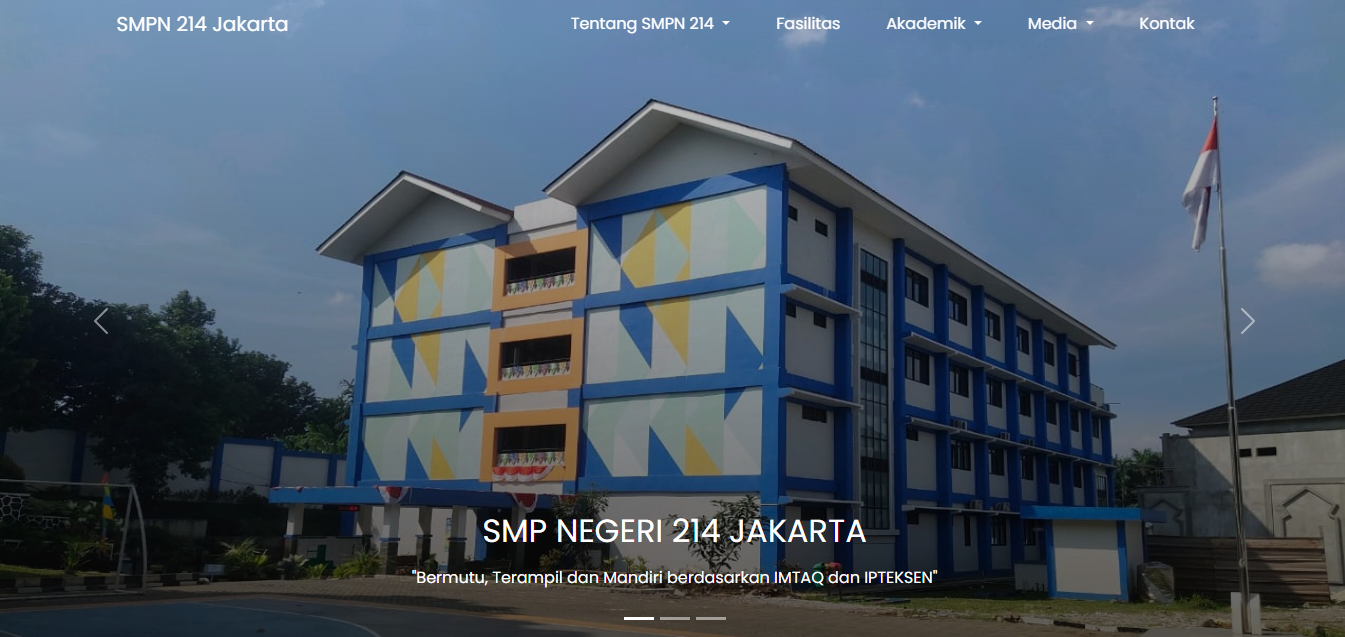 SMPN 214 Jakarta
Tentang SMPN 214
Fasilitas
Akademik
Media
Kontak
SMP NEGERI 214 JAKARTA
"Bermutu, Terampil dan Mandiri berdasarkan IMTAQ dan IPTEKSEN"